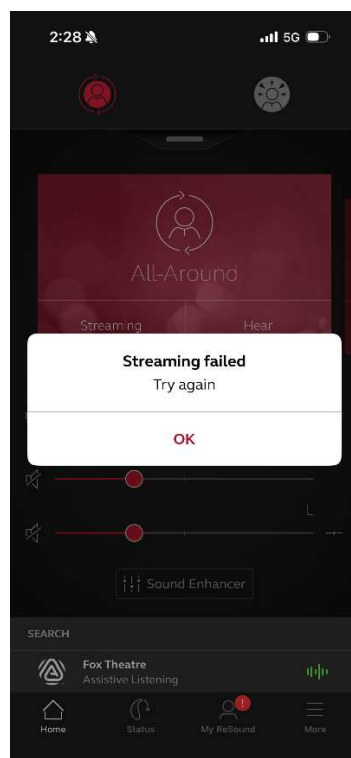 2:28
5G
All-Around
Streaming
Hear
Streaming failed
Try again
OK
L
Sound Enhancer
SEARCH
Fox Theatre
Assistive Listening
Home
Status
My ReSound
More